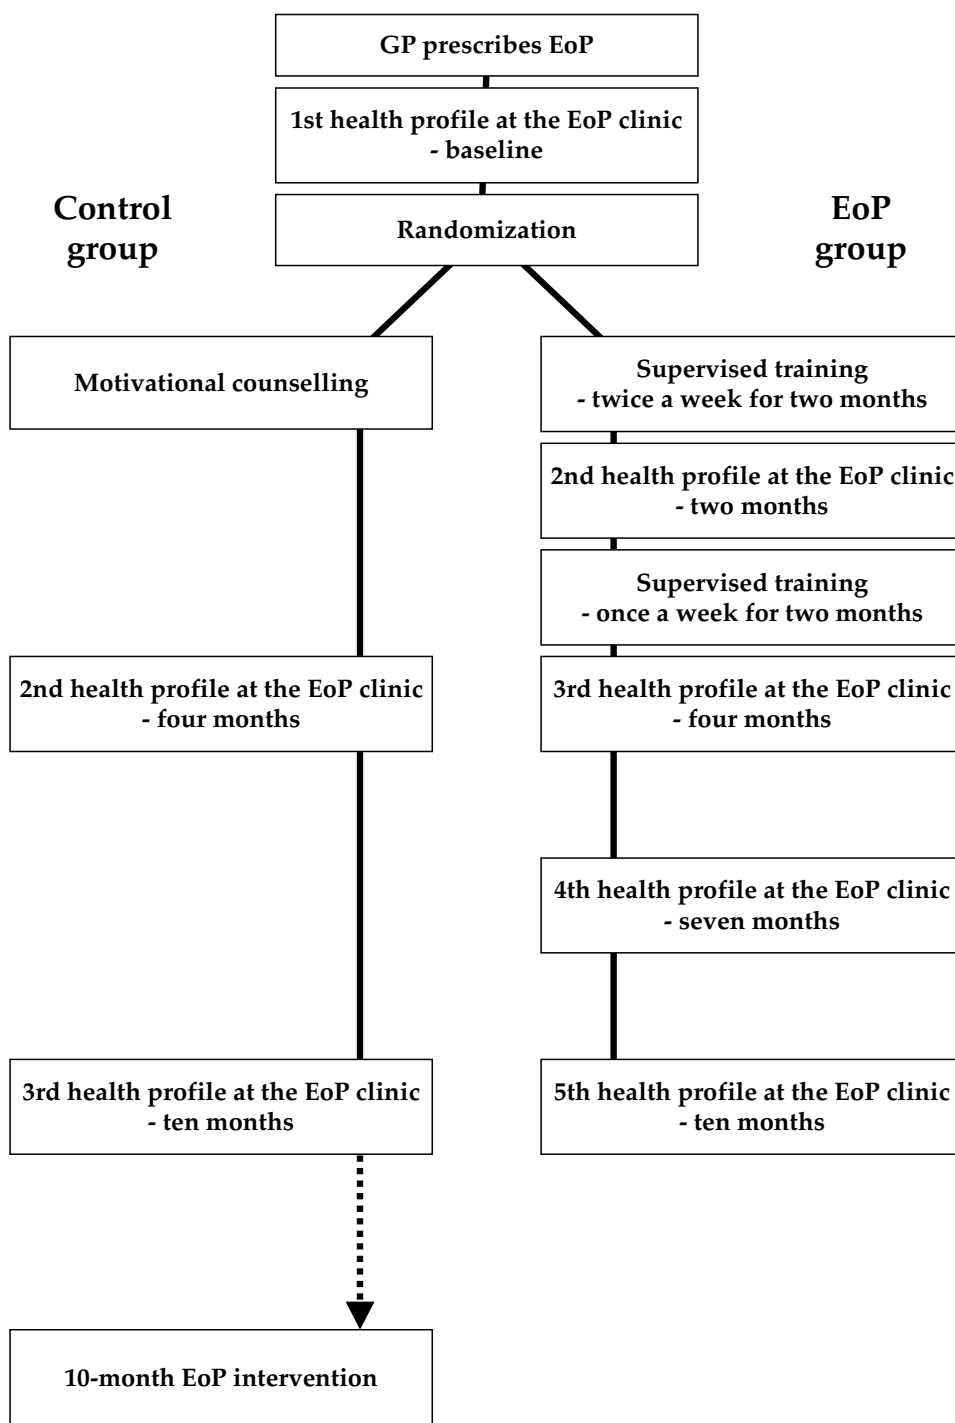 GP prescribes EoP
1st health profile at the EoP clinic
- baseline
Randomization
Control
group
EoP
group
Motivational counselling
Supervised training
- twice a week for two months
2nd health profile at the EoP clinic
- two months
Supervised training
- once a week for two months
2nd health profile at the EoP clinic
- four months
3rd health profile at the EoP clinic
- four months
4th health profile at the EoP clinic
- seven months
3rd health profile at the EoP clinic
- ten months
5th health profile at the EoP clinic
- ten months
10-month EoP intervention